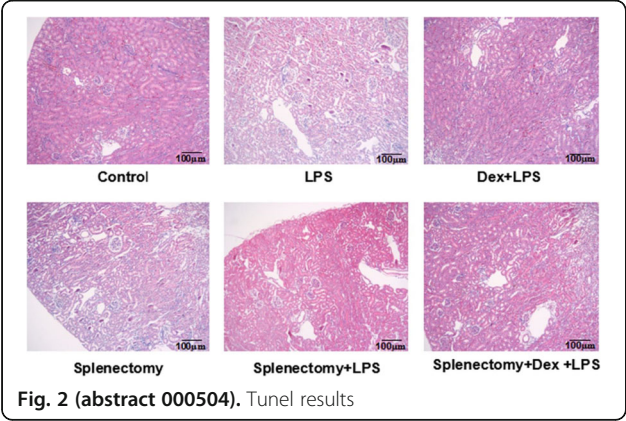 100μm 100μm 100μm
Control LPS Dex+LPS
100μm 100μm 100μm
Splenectomy Splenectomy+LPS Splenectomy+Dex +LPS
Fig. 2 (abstract 000504). Tunel results